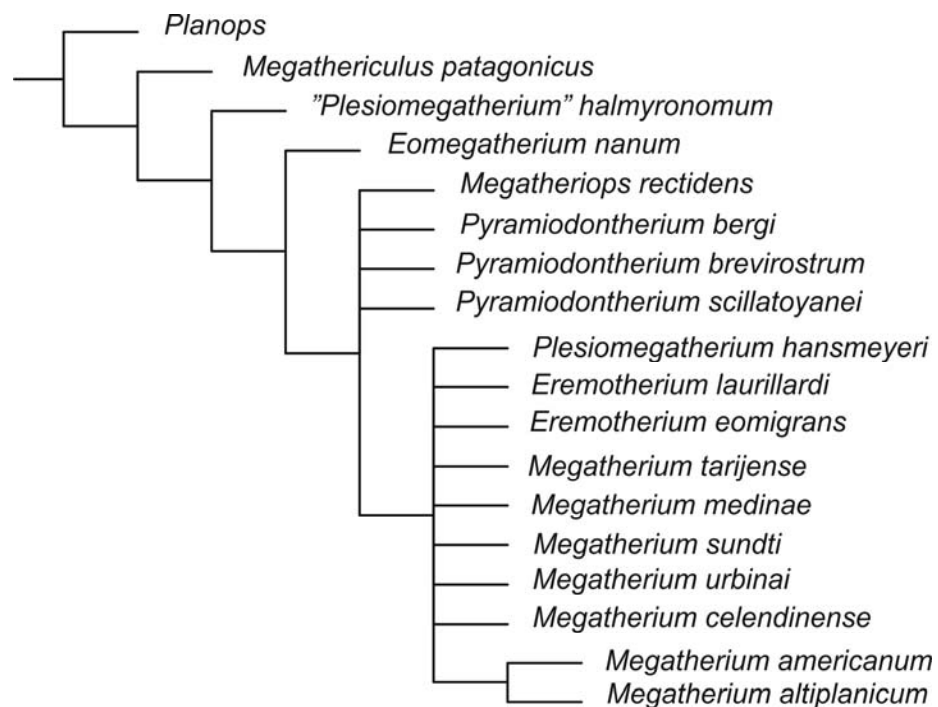 Planops
Megathericulus patagonicus
”Plesiomegatherium” halmyronomum
Eomegatherium nanum
Megatheriops rectidens
Pyramiodontherium bergi
Pyramiodontherium brevirostrum
Pyramiodontherium scillatoyanei
Plesiomegatherium hansmeyeri
Eremotherium laurillardi
Eremotherium eomigrans
Megatherium tarijense
Megatherium medinae
Megatherium sundti
Megatherium urbinai
Megatherium celendinense
Megatherium americanum
Megatherium altiplanicum